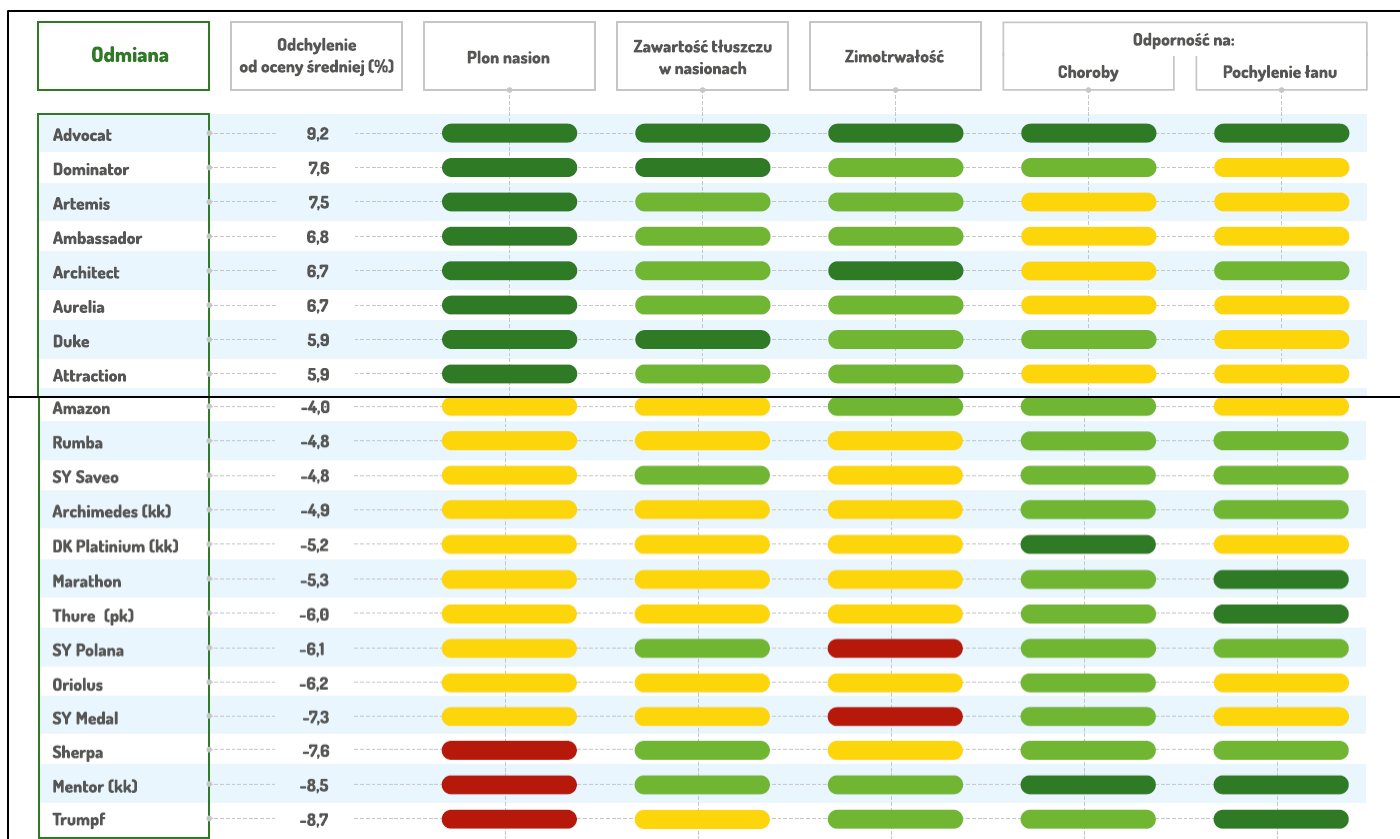 Odmiana
Odchylenie
od oceny średniej (%)
Plon nasion
Zawartość tłuszczu
w nasionach
Zimotrwałość
Odporność na:
Choroby
Pochylenie łanu
Advocat 9,2
Dominator 7,6
Artemis 7,5
Ambassador 6,8
Architect 6,7
Aurelia 6,7
Duke 5,9
Attraction 5,9
Amazon -4,0
Rumba -4,8
SY Saveo -4,8
Archimedes (kk) -4,9
DK Platinium (kk) -5,2
Marathon -5,3
Thure (pk) -6,0
SY Polana -6,1
Oriolus -6,2
SY Medal -7,3
Sherpa -7,6
Mentor (kk) -8,5
Trumpf -8,7